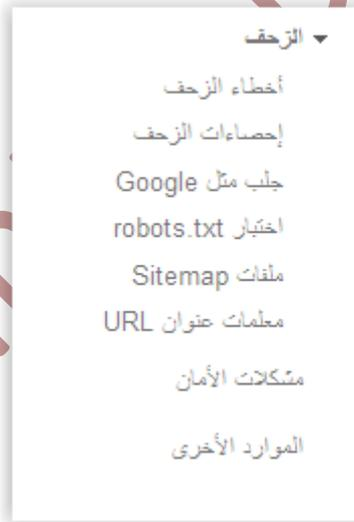 الزحف
أخطاء الزحف
إحصاءات الزحف
جلب مثل Google
اختبار robots.txt
ملفات Sitemap
معلمات عنوان URL
مشكلات الأمان
الموارد الأخرى